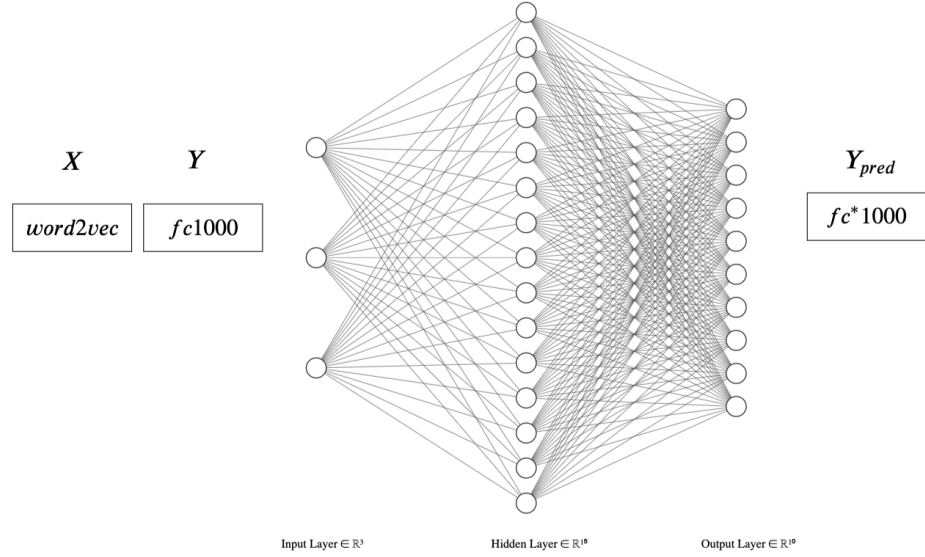 X
Y
word2vec
fc1000
Y_pred
fc*1000
Input Layer ∈ ℝ³
Hidden Layer ∈ ℝ¹⁵
Output Layer ∈ ℝ¹⁰